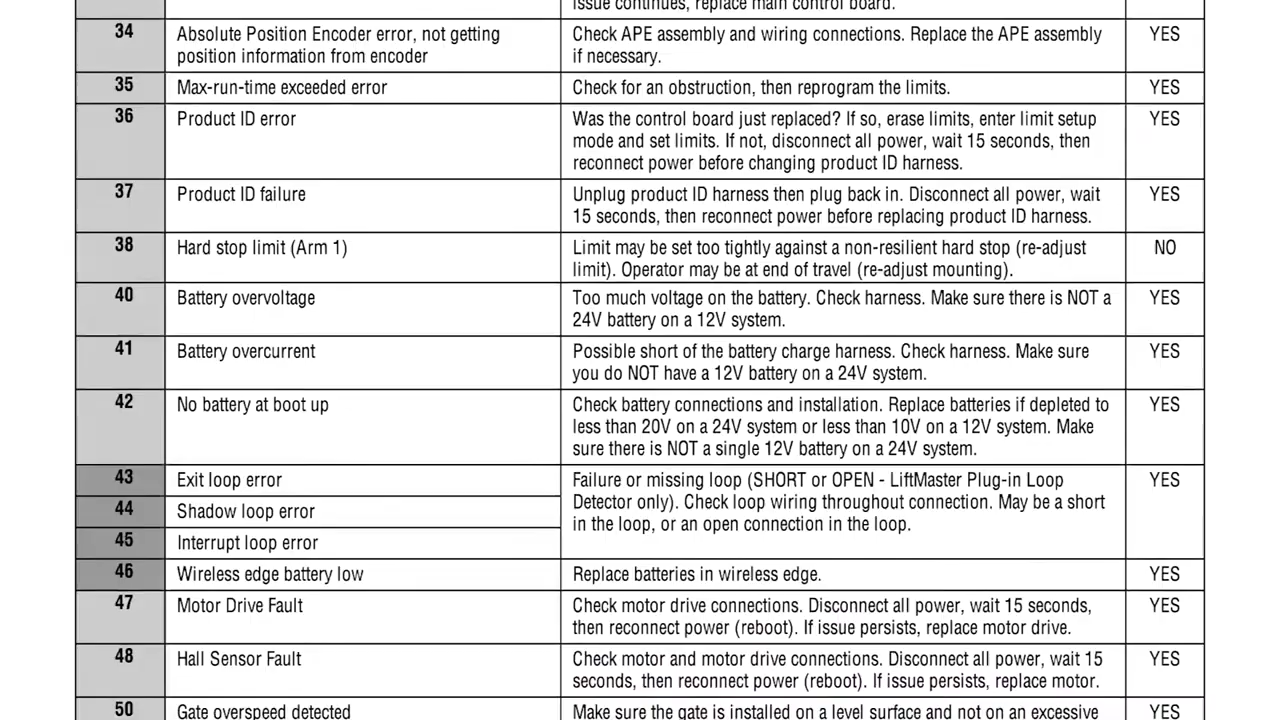 issue continues, replace main control board.
34 Absolute Position Encoder error, not getting Check APE assembly and wiring connections. Replace the APE assembly YES
position information from encoder if necessary.
35 Max-run-time exceeded error Check for an obstruction, then reprogram the limits. YES
36 Product ID error Was the control board just replaced? If so, erase limits, enter limit setup YES
mode and set limits. If not, disconnect all power, wait 15 seconds, then
reconnect power before changing product ID harness.
37 Product ID failure Unplug product ID harness then plug back in. Disconnect all power, wait YES
15 seconds, then reconnect power before replacing product ID harness.
38 Hard stop limit (Arm 1) Limit may be set too tightly against a non-resilient hard stop (re-adjust NO
limit). Operator may be at end of travel (re-adjust mounting).
40 Battery overvoltage Too much voltage on the battery. Check harness. Make sure there is NOT a YES
24V battery on a 12V system.
41 Battery overcurrent Possible short of the battery charge harness. Check harness. Make sure YES
you do NOT have a 12V battery on a 24V system.
42 No battery at boot up Check battery connections and installation. Replace batteries if depleted to YES
less than 20V on a 24V system or less than 10V on a 12V system. Make
sure there is NOT a single 12V battery on a 24V system.
43 Exit loop error Failure or missing loop (SHORT or OPEN - LiftMaster Plug-in Loop YES
Detector only). Check loop wiring throughout connection. May be a short
44 Shadow loop error in the loop, or an open connection in the loop.
45 Interrupt loop error
46 Wireless edge battery low Replace batteries in wireless edge. YES
47 Motor Drive Fault Check motor drive connections. Disconnect all power, wait 15 seconds, YES
then reconnect power (reboot). If issue persists, replace motor drive.
48 Hall Sensor Fault Check motor and motor drive connections. Disconnect all power, wait 15 YES
seconds, then reconnect power (reboot). If issue persists, replace motor.
50 Gate overspeed detected Make sure the gate is installed on a level surface and not on an excessive YES